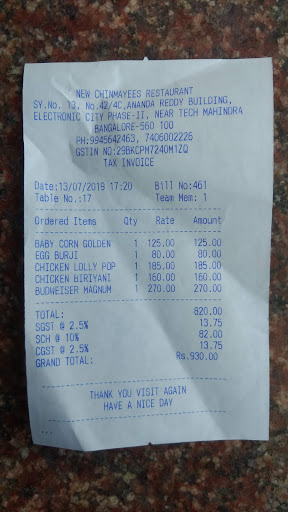 NEW CHINMAYEES RESTAURANT
SY.No. 13, No.42/4C,ANANDA REDDY BUILDING,
ELECTRONIC CITY PHASE-II, NEAR TECH MAHINDRA
BANGALORE-560 100
PH:9945642463, 7406002226
GSTIN NO:29BKCPH7240M1ZQ
TAX INVOICE
Date:13/07/2019 17:20 Bill No:461
Table No.:17 Team Mem: 1
Ordered Items Qty Rate Amount
BABY CORN GOLDEN 1 125.00 125.00
EGG BURJI 1 80.00 80.00
CHICKEN LOLLY POP 1 185.00 185.00
CHICKEN BIRIYANI 1 160.00 160.00
BUDWEISER MAGNUM 1 270.00 270.00
TOTAL: 820.00
SGST @ 2.5% 13.75
SCH @ 10% 82.00
CGST @ 2.5% 13.75
GRAND TOTAL: Rs.930.00
THANK YOU VISIT AGAIN
HAVE A NICE DAY
...